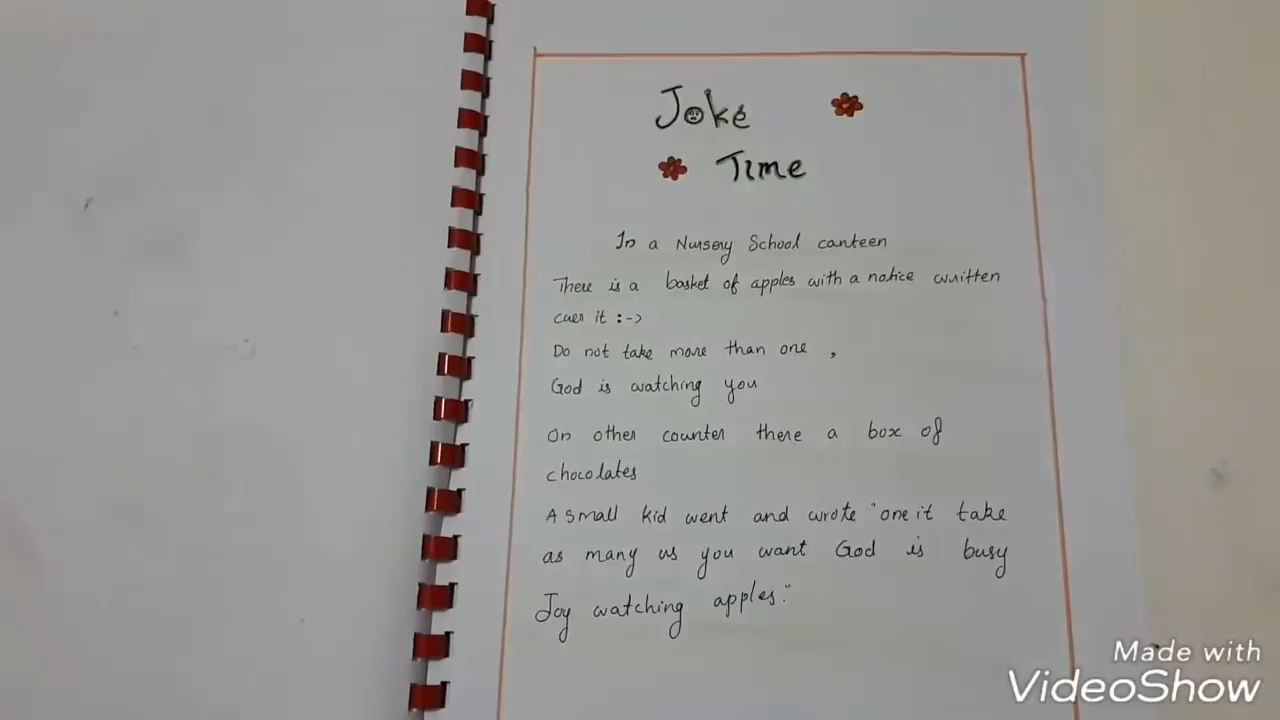 Joke
Time
In a Nursery School canteen
There is a basket of apples with a notice written
over it :->
Do not take more than one ,
God is watching you
On other counter there a box of
chocolates
A small kid went and wrote "one it take
as many as you want God is busy
Joy watching apples."
Made with
VideoShow